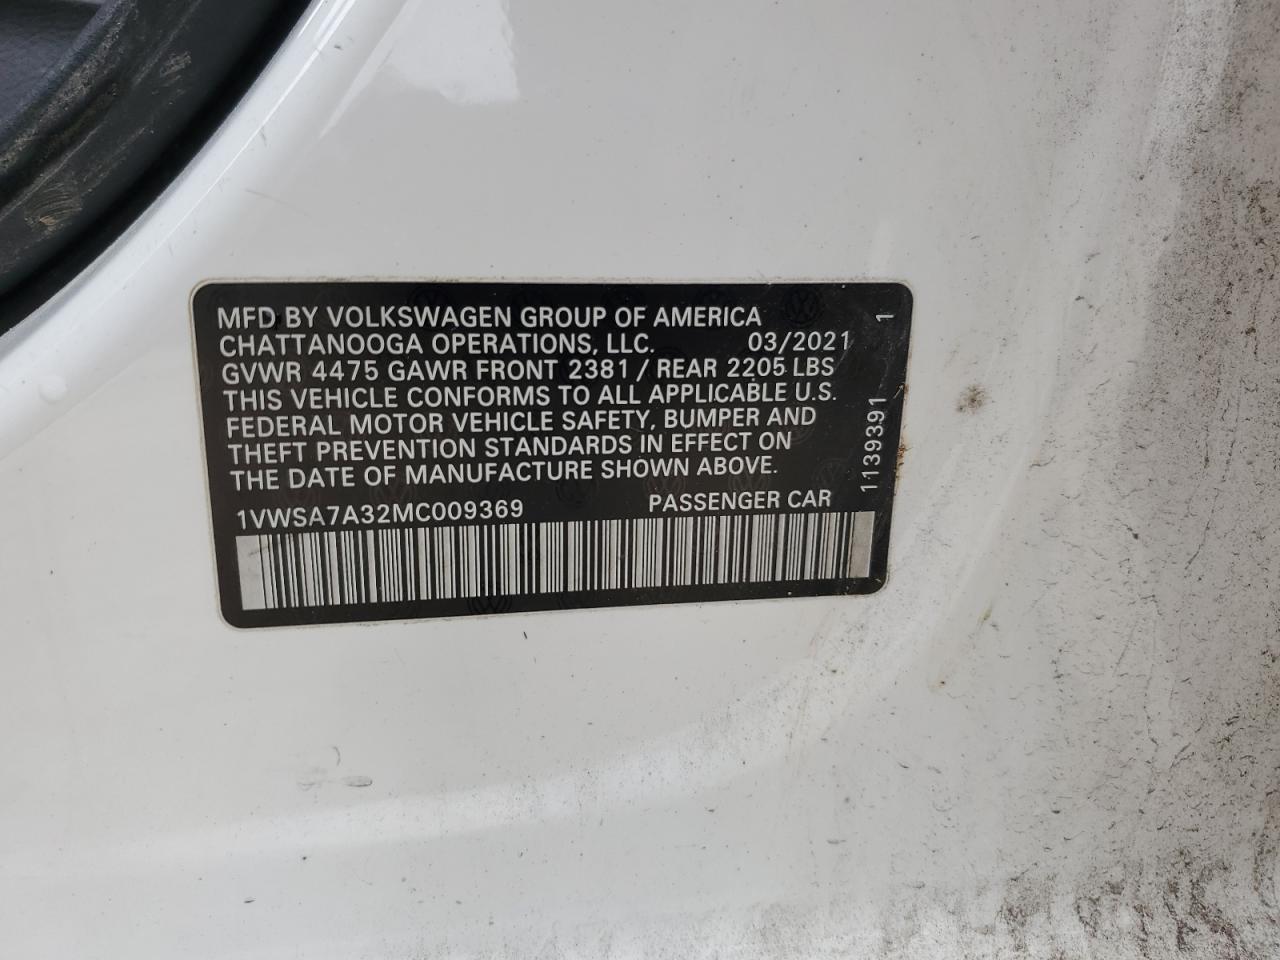 MFD BY VOLKSWAGEN GROUP OF AMERICA
CHATTANOOGA OPERATIONS, LLC. 03/2021
GVWR 4475 GAWR FRONT 2381 / REAR 2205 LBS
THIS VEHICLE CONFORMS TO ALL APPLICABLE U.S.
FEDERAL MOTOR VEHICLE SAFETY, BUMPER AND
THEFT PREVENTION STANDARDS IN EFFECT ON
THE DATE OF MANUFACTURE SHOWN ABOVE.
1VWSA7A32MC009369 PASSENGER CAR
1139391 1